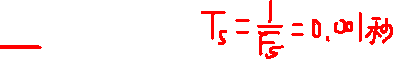 Ts = 1/Fs = 0.001秒